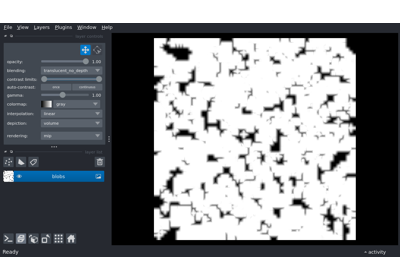 File View Layers Plugins Window Help
opacity: 1.00
blending: translucent_no_depth
contrast limits:
auto-contrast: once continuous
gamma: 1.00
colormap: gray
interpolation: linear
depiction: volume
rendering: mip
blobs
Ready
activity